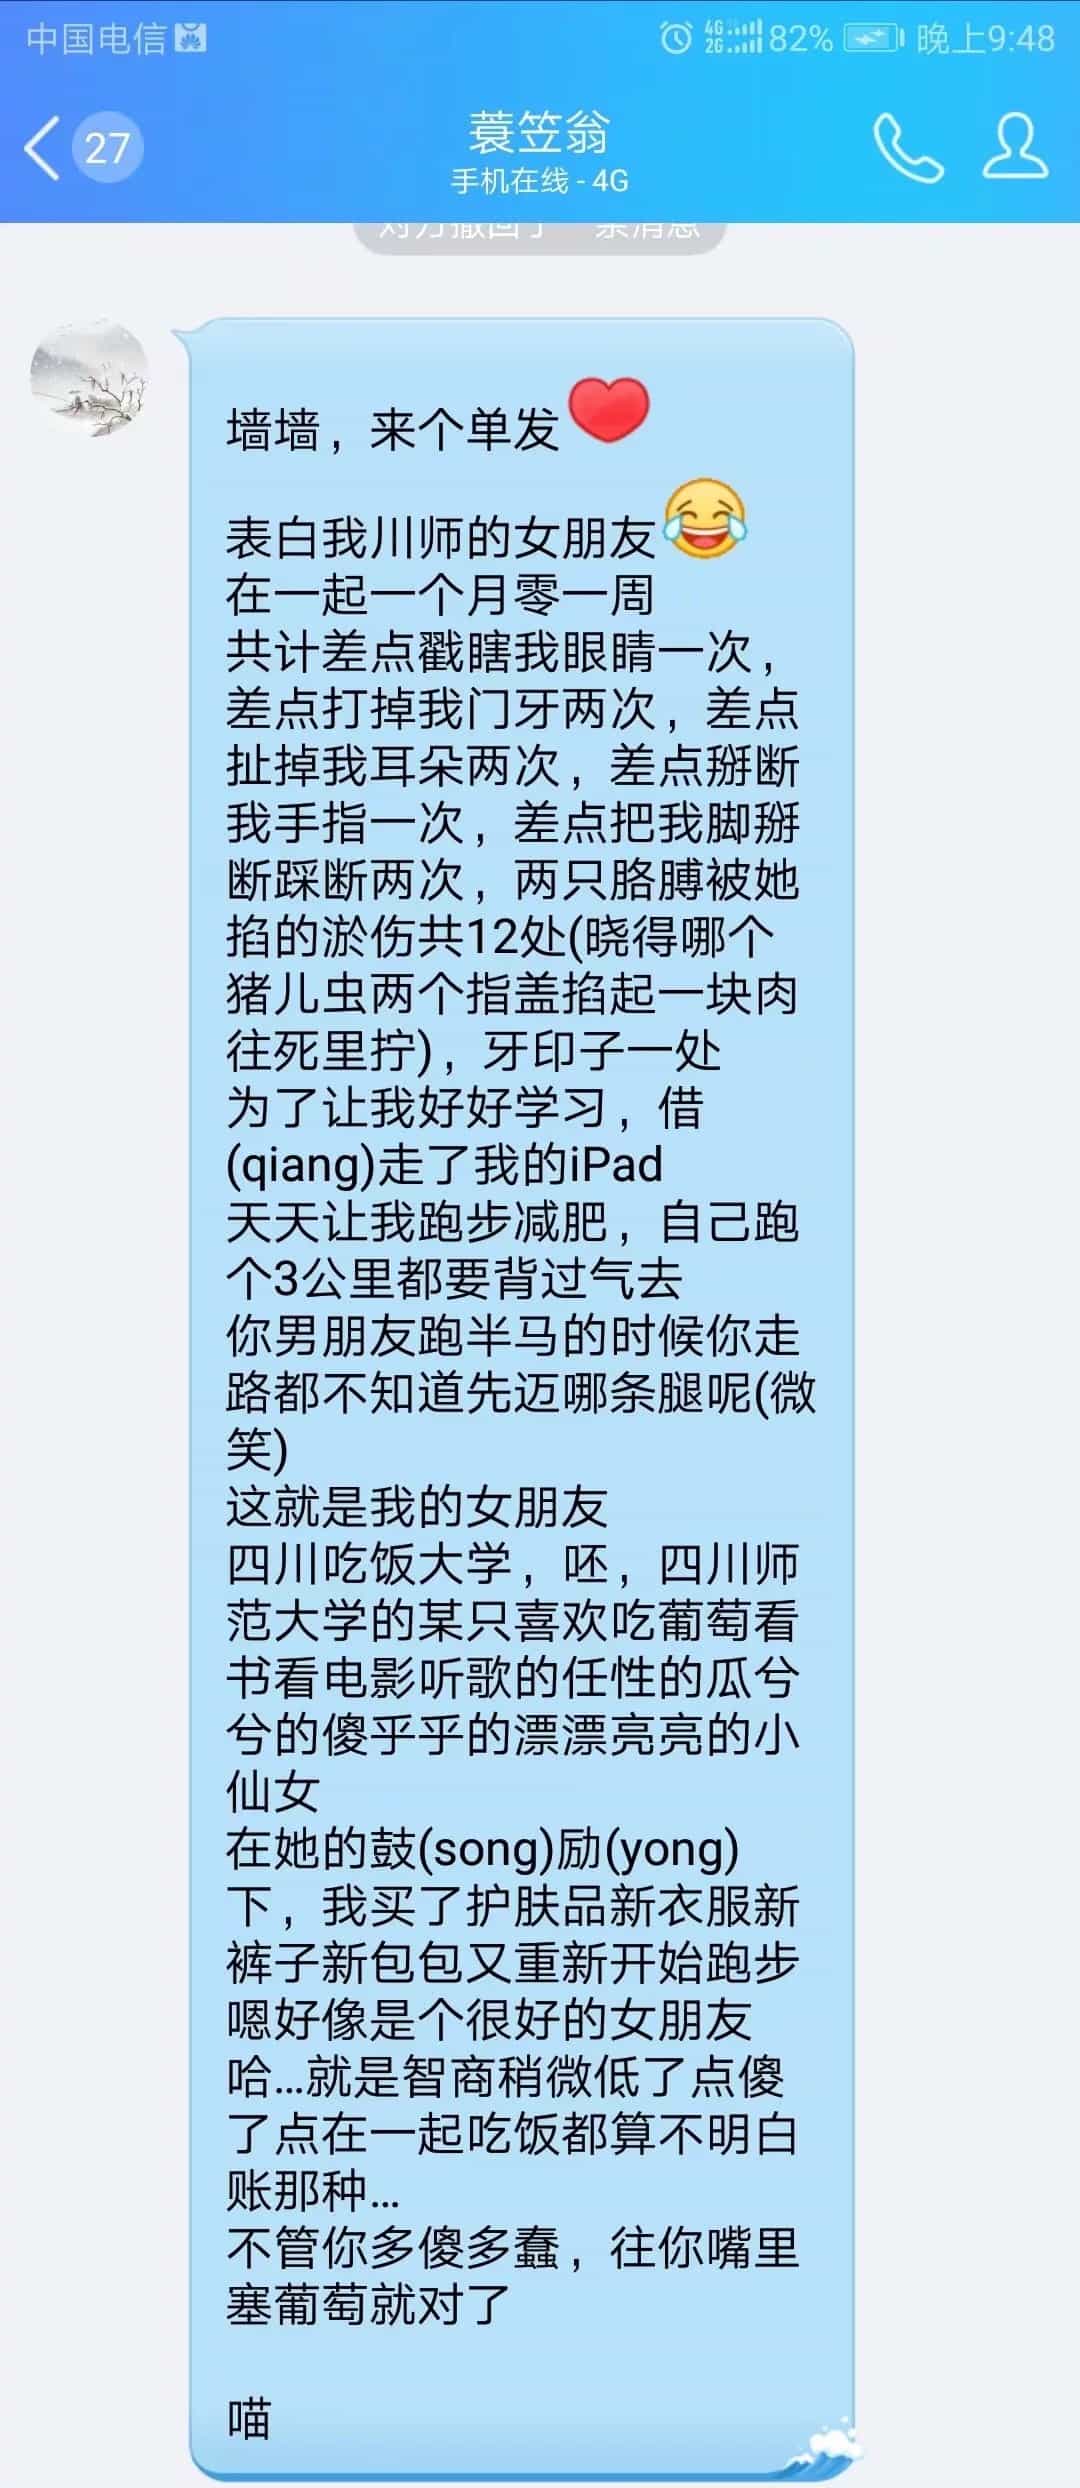 中国电信
4G
2G
82%
晚上9:48
27
蓑笠翁
手机在线 - 4G
对方撤回了一条消息
墙墙，来个单发
表白我川师的女朋友
在一起一个月零一周
共计差点戳瞎我眼睛一次，
差点打掉我门牙两次，差点
扯掉我耳朵两次，差点掰断
我手指一次，差点把我脚掰
断踩断两次，两只胳膊被她
掐的淤伤共12处(晓得哪个
猪儿虫两个指盖掐起一块肉
往死里拧)，牙印子一处
为了让我好好学习，借
(qiang)走了我的iPad
天天让我跑步减肥，自己跑
个3公里都要背过气去
你男朋友跑半马的时候你走
路都不知道先迈哪条腿呢(微
笑)
这就是我的女朋友
四川吃饭大学，呸，四川师
范大学的某只喜欢吃葡萄看
书看电影听歌的任性的瓜兮
兮的傻乎乎的漂漂亮亮的小
仙女
在她的鼓(song)励(yong)
下，我买了护肤品新衣服新
裤子新包包又重新开始跑步
嗯好像是个很好的女朋友
哈...就是智商稍微低了点傻
了点在一起吃饭都算不明白
账那种...
不管你多傻多蠢，往你嘴里
塞葡萄就对了
喵